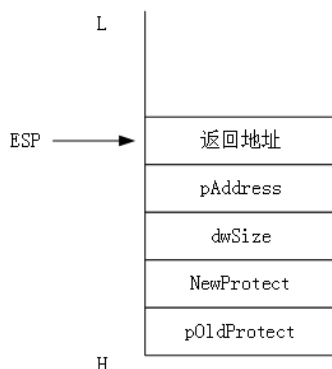 L
ESP
返回地址
pAddress
dwSize
NewProtect
pOldProtect
H